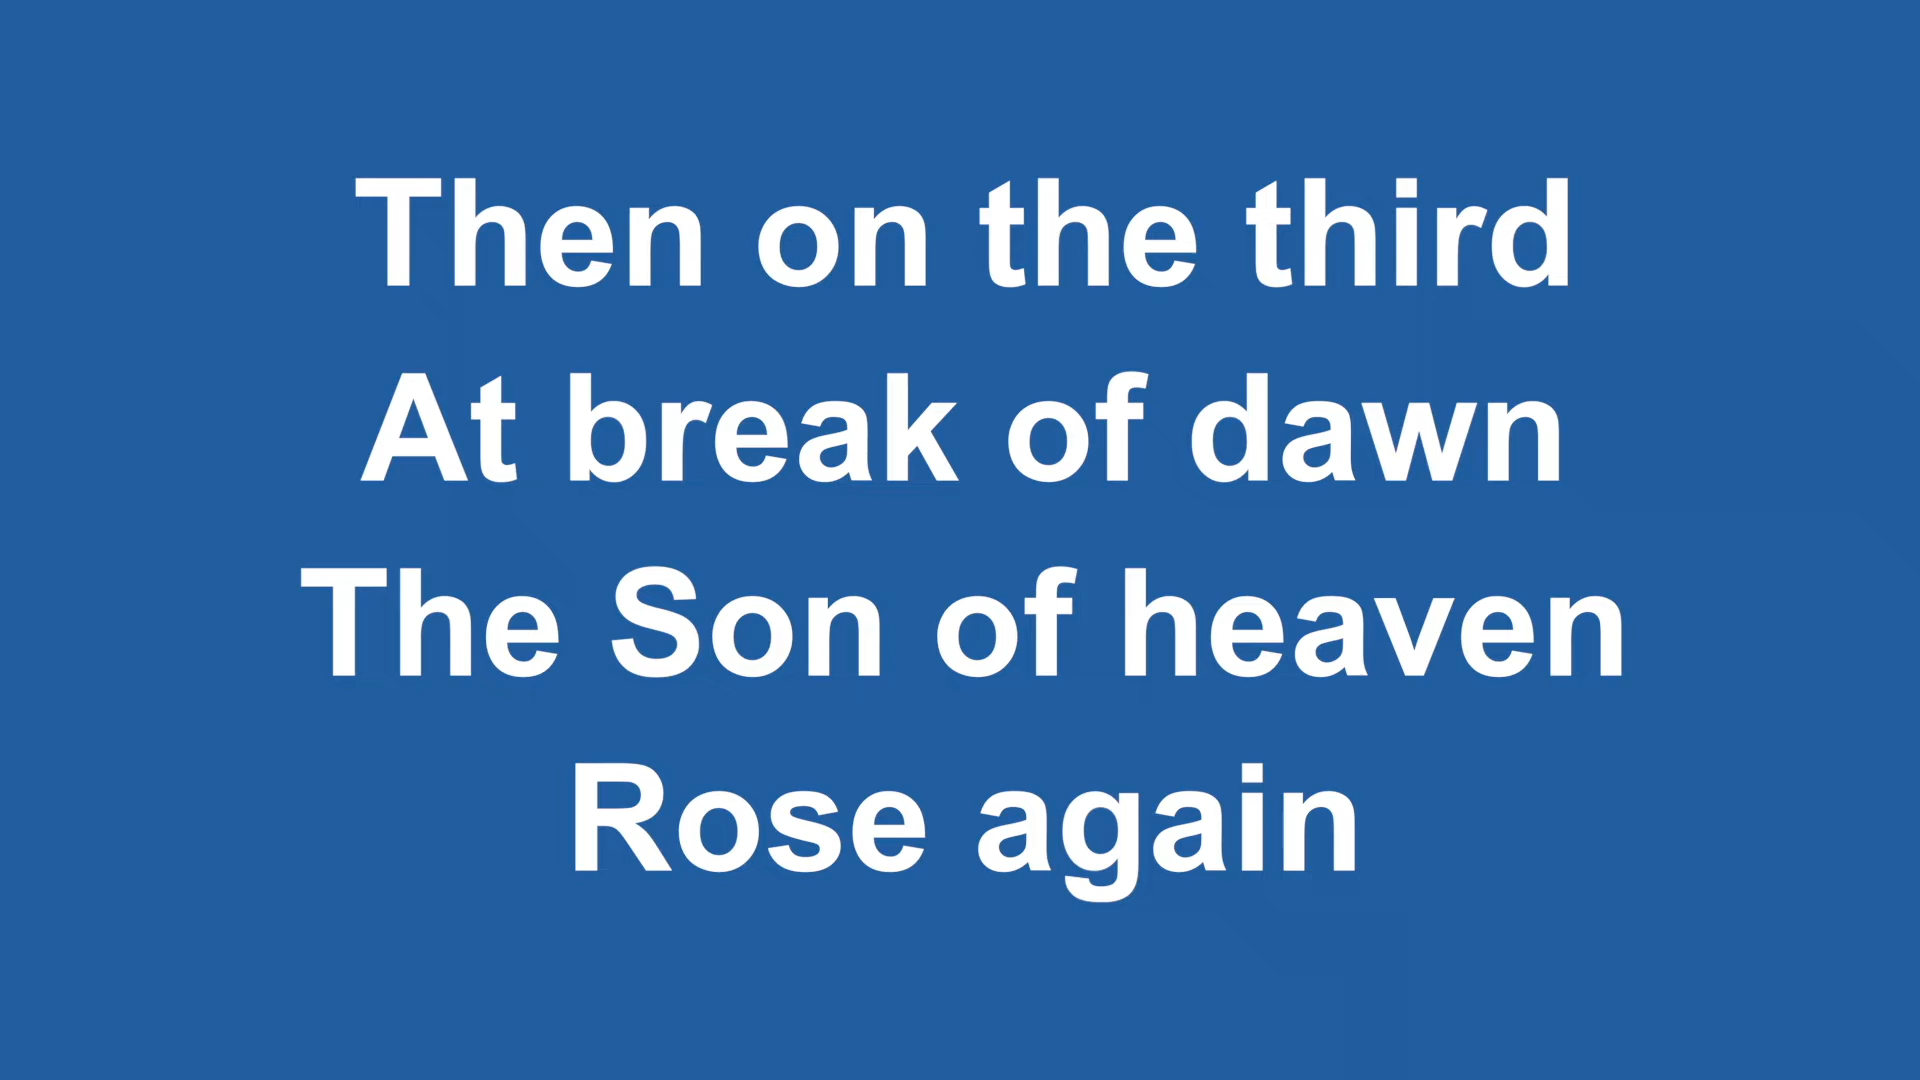 Then on the third
At break of dawn
The Son of heaven
Rose again